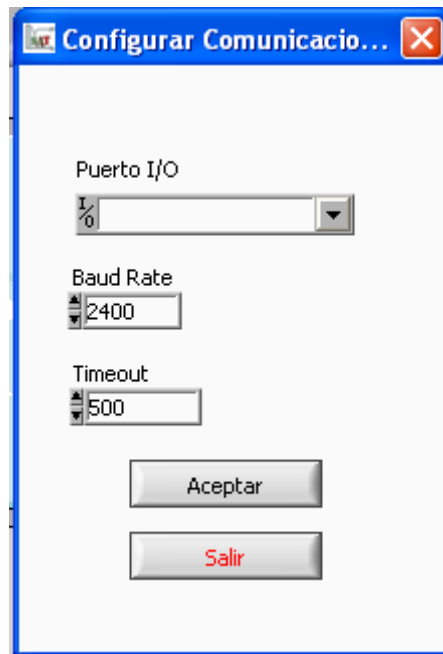 Configurar Comunicacio...
Puerto I/O
I/O
Baud Rate
2400
Timeout
500
Aceptar
Salir